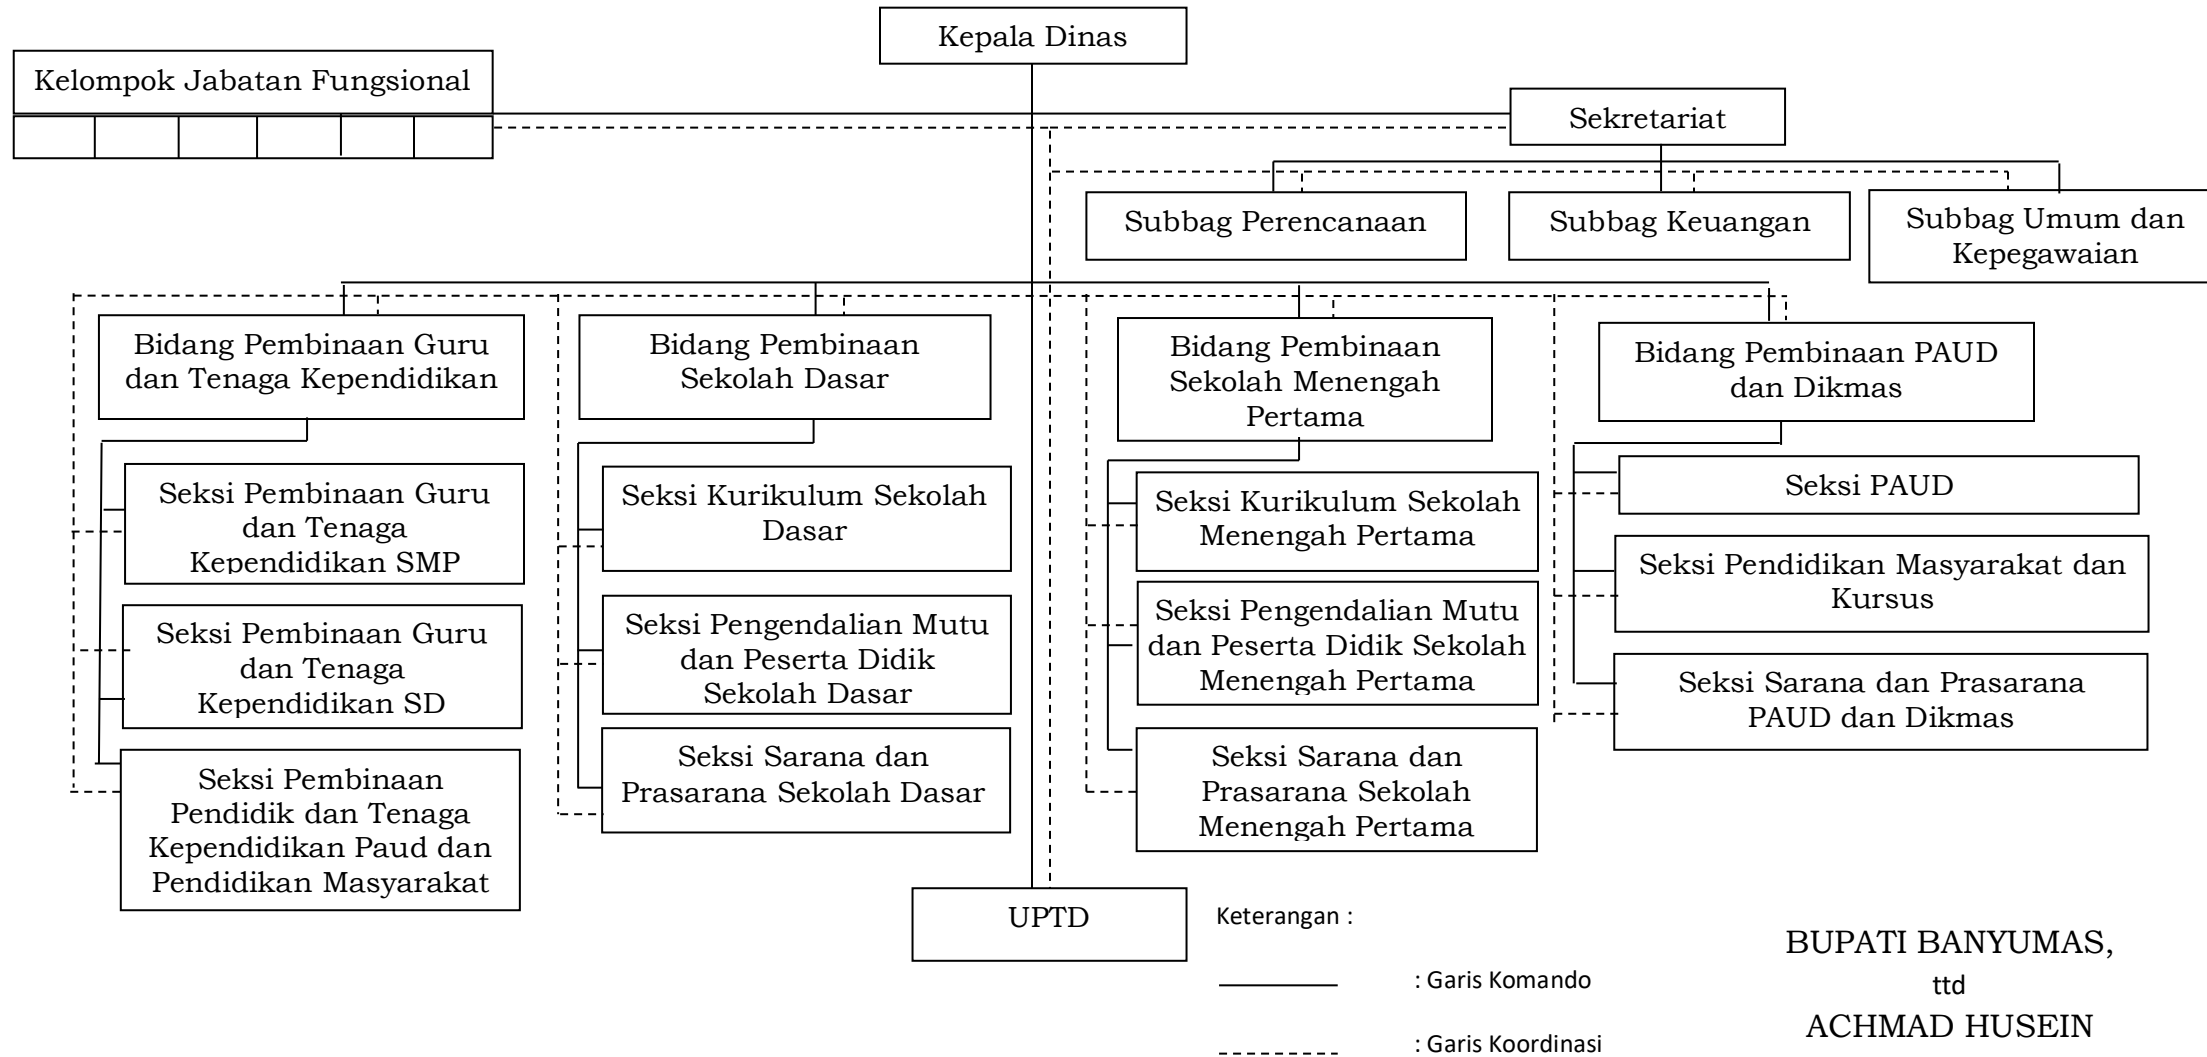 Kepala Dinas
Kelompok Jabatan Fungsional
Sekretariat
Subbag Perencanaan
Subbag Keuangan
Subbag Umum dan
Kepegawaian
Bidang Pembinaan Guru
dan Tenaga Kependidikan
Bidang Pembinaan
Sekolah Dasar
Bidang Pembinaan
Sekolah Menengah
Pertama
Bidang Pembinaan PAUD
dan Dikmas
Seksi Pembinaan Guru
dan Tenaga
Kependidikan SMP
Seksi Pembinaan Guru
dan Tenaga
Kependidikan SD
Seksi Pembinaan
Pendidik dan Tenaga
Kependidikan Paud dan
Pendidikan Masyarakat
Seksi Kurikulum Sekolah
Dasar
Seksi Pengendalian Mutu
dan Peserta Didik
Sekolah Dasar
Seksi Sarana dan
Prasarana Sekolah Dasar
Seksi Kurikulum Sekolah
Menengah Pertama
Seksi Pengendalian Mutu
dan Peserta Didik Sekolah
Menengah Pertama
Seksi Sarana dan
Prasarana Sekolah
Menengah Pertama
Seksi PAUD
Seksi Pendidikan Masyarakat dan
Kursus
Seksi Sarana dan Prasarana
PAUD dan Dikmas
UPTD
Keterangan :
: Garis Komando
: Garis Koordinasi
BUPATI BANYUMAS,
ttd
ACHMAD HUSEIN